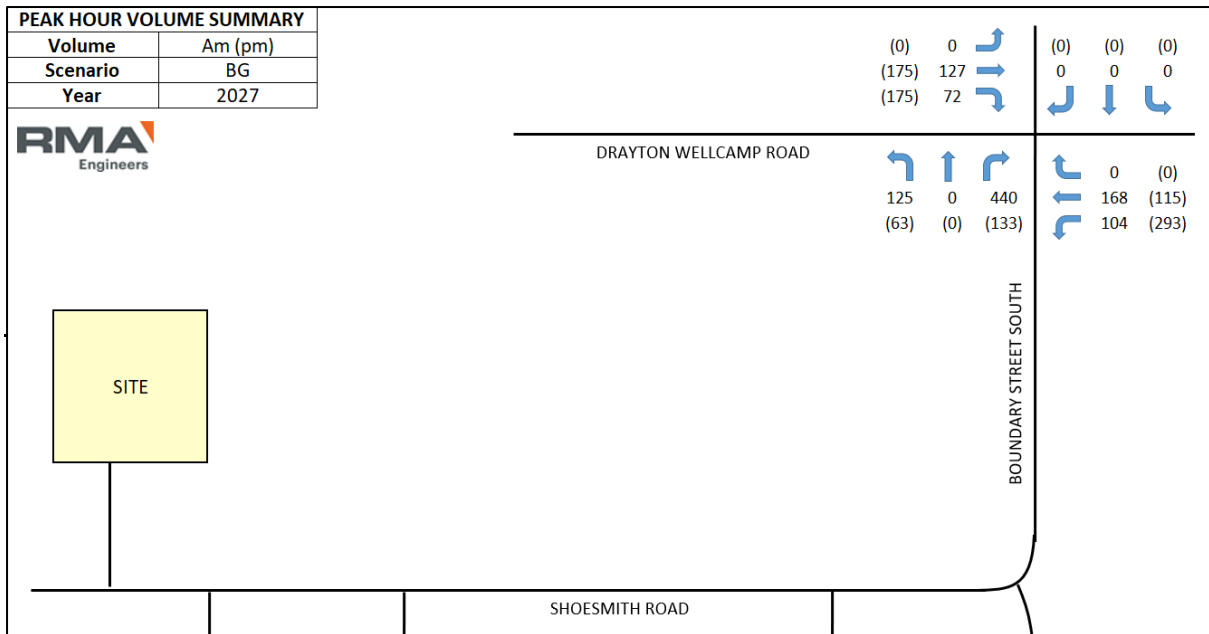 PEAK HOUR VOLUME SUMMARY
Volume Am (pm)
Scenario BG
Year 2027
RMA
Engineers
(0) 0
(175) 127
(175) 72
(0) (0) (0)
0 0 0
DRAYTON WELLCAMP ROAD
125 0 440
(63) (0) (133)
0 (0)
168 (115)
104 (293)
BOUNDARY STREET SOUTH
SITE
SHOESMITH ROAD